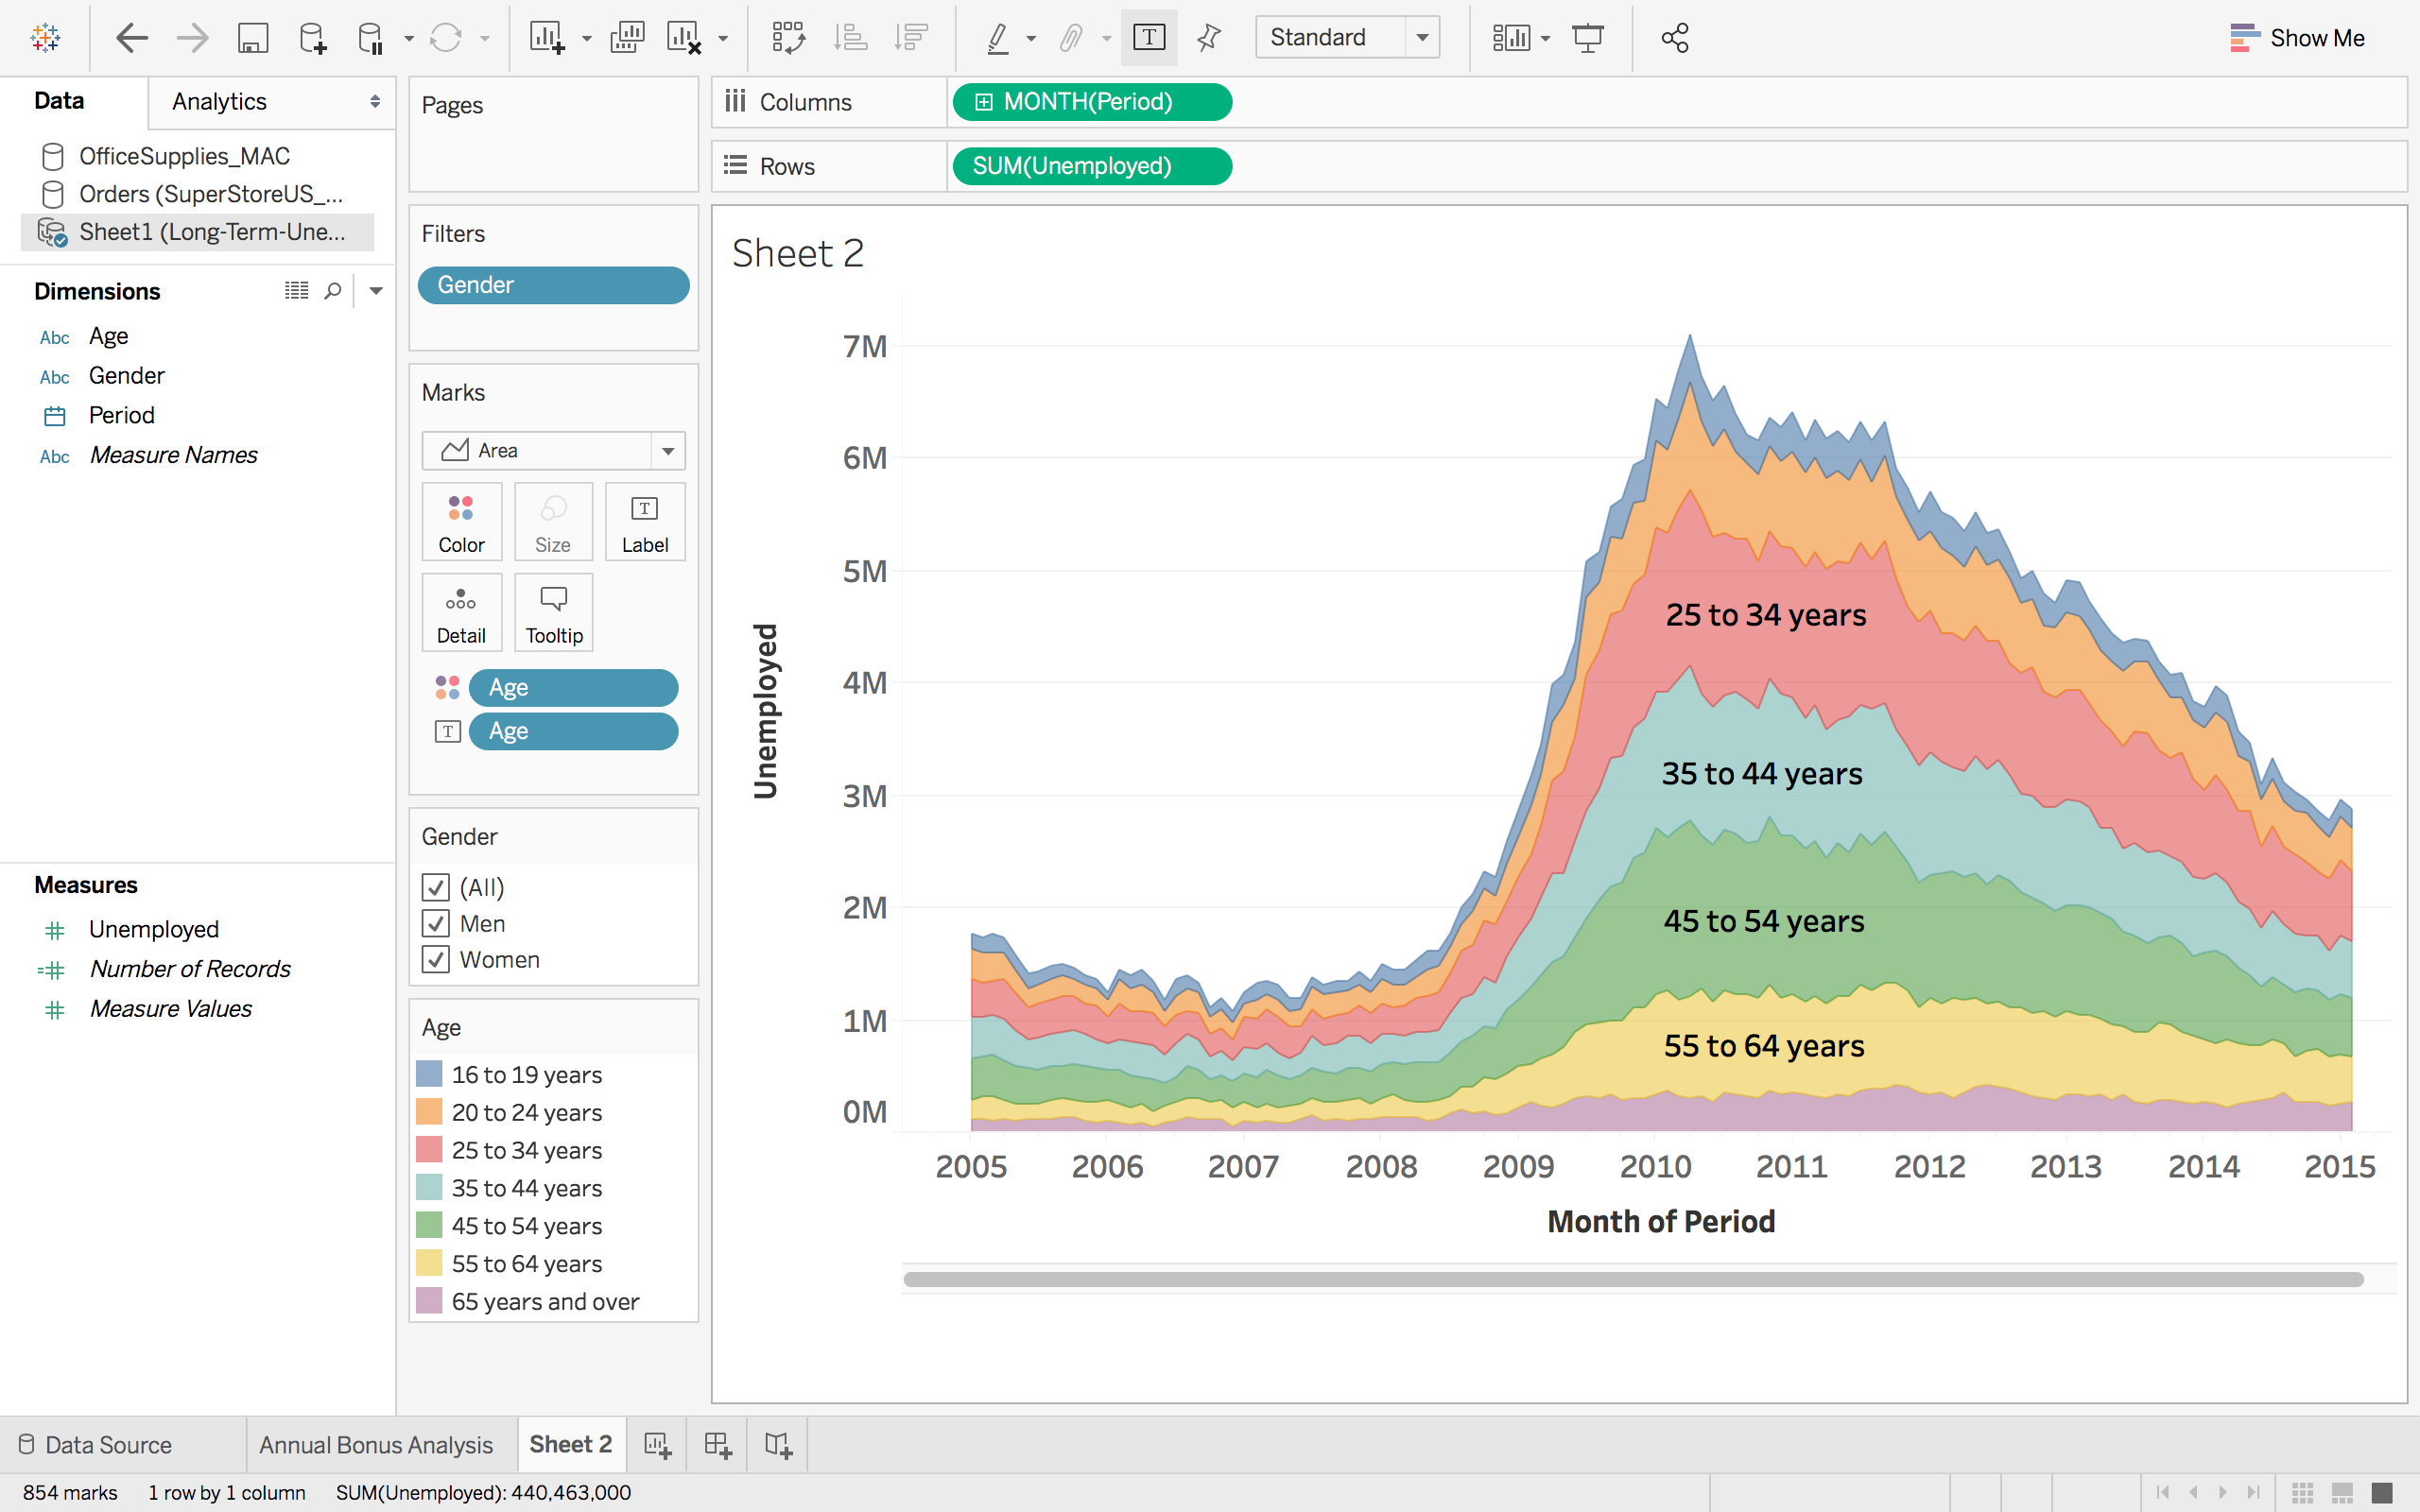 Standard
Show Me
Data
Analytics
OfficeSupplies_MAC
Orders (SuperStoreUS_...
Sheet1 (Long-Term-Une...
Dimensions
Abc Age
Abc Gender
Period
Abc Measure Names
Measures
Unemployed
Number of Records
Measure Values
Pages
Filters
Gender
Marks
Area
Color
Size
T
Label
Detail
Tooltip
Age
T Age
Gender
(All)
Men
Women
Age
16 to 19 years
20 to 24 years
25 to 34 years
35 to 44 years
45 to 54 years
55 to 64 years
65 years and over
Columns
MONTH(Period)
Rows
SUM(Unemployed)
Sheet 2
Unemployed
7M
6M
5M
4M
3M
2M
1M
0M
25 to 34 years
35 to 44 years
45 to 54 years
55 to 64 years
2005 2006 2007 2008 2009 2010 2011 2012 2013 2014 2015
Month of Period
Data Source
Annual Bonus Analysis
Sheet 2
854 marks 1 row by 1 column SUM(Unemployed): 440,463,000